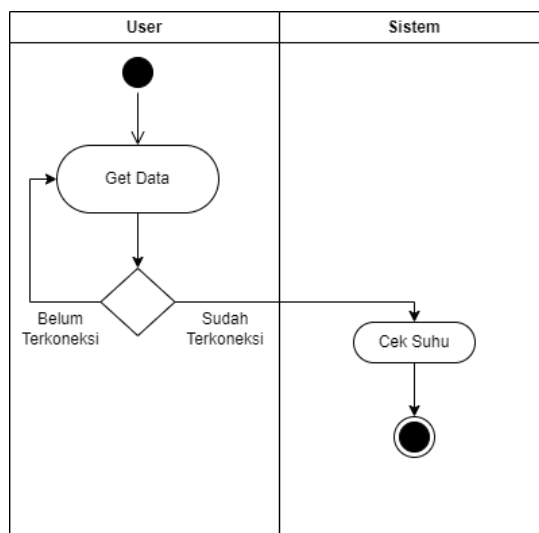 User
Sistem
Get Data
Belum
Terkoneksi
Sudah
Terkoneksi
Cek Suhu